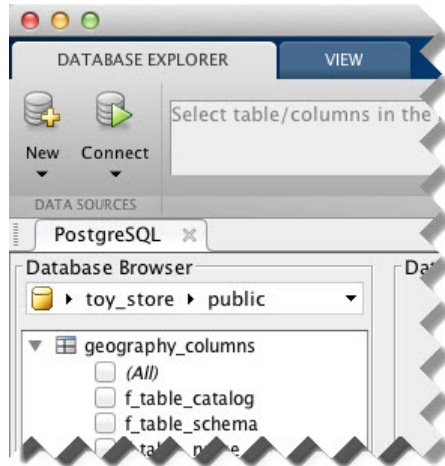 DATABASE EXPLORER VIEW
Select table/columns in the
New Connect
DATA SOURCES
PostgreSQL
Database Browser
toy_store public
geography_columns
(All)
f_table_catalog
f_table_schema